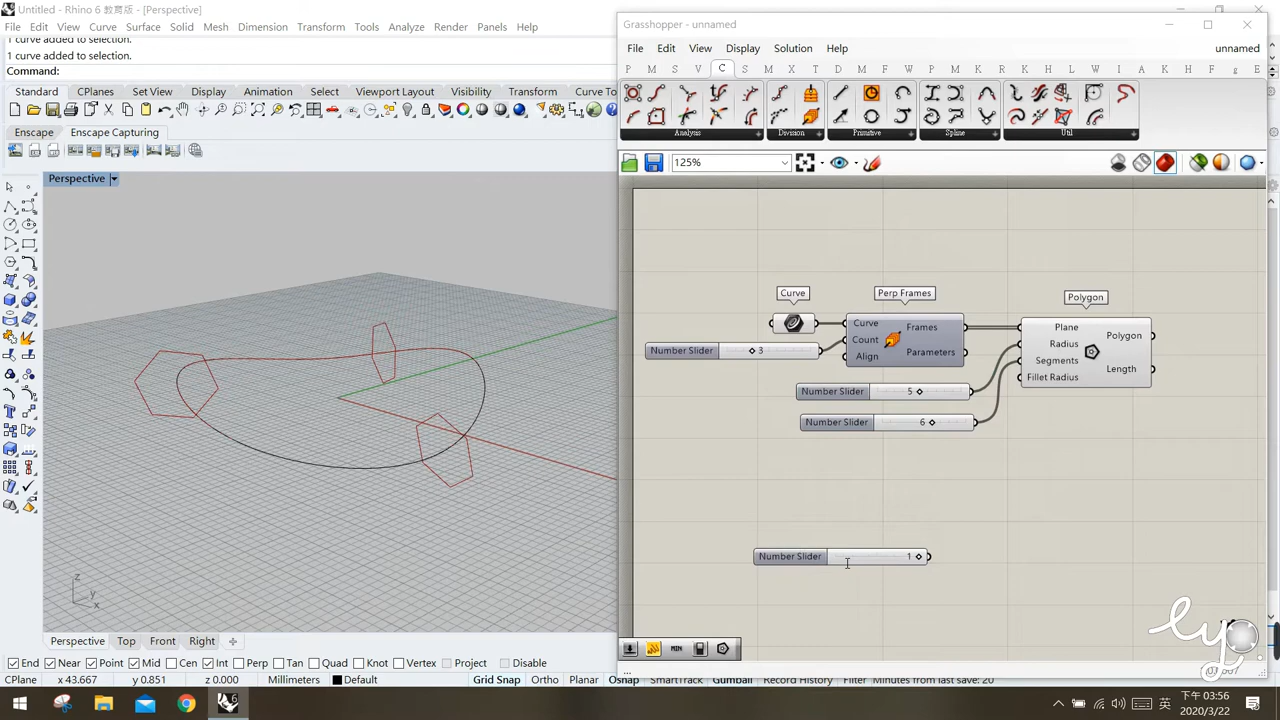 Untitled - Rhino 6 教育版 - [Perspective]
File Edit View Curve Surface Solid Mesh Dimension Transform Tools Analyze Render Panels Help
1 curve added to selection.
1 curve added to selection.
Command:
Standard CPlanes Set View Display Select Viewport Layout Visibility Transform Curve To
Escape Escape Capturing
Perspective
z
y
x
Perspective Top Front Right
End Near Point Mid Cen Int Perp Tan Quad Knot Vertex Project Disable
CPlane X 43.667 Y 0.851 Z 0.000 Millimeters Default Grid Snap Ortho Planar Osnap SmartTrack Gumball Record History Filter Minutes from last save: 20
Grasshopper - unnamed
File Edit View Display Solution Help unnamed
P M S V C S M X T D R F W P M U T P K H L W I A X K F g E
Analysis Division Primitive Spline Util
125%
Curve Perp Frames Polygon
Curve Frames
Count
Align Parameters
Number Slider 3
Plane Polygon
Radius
Segments Length
Fillet Radius
Number Slider 5
Number Slider 6
Number Slider 1
MIN
...
lyo
英 下午 03:56
2020/3/22